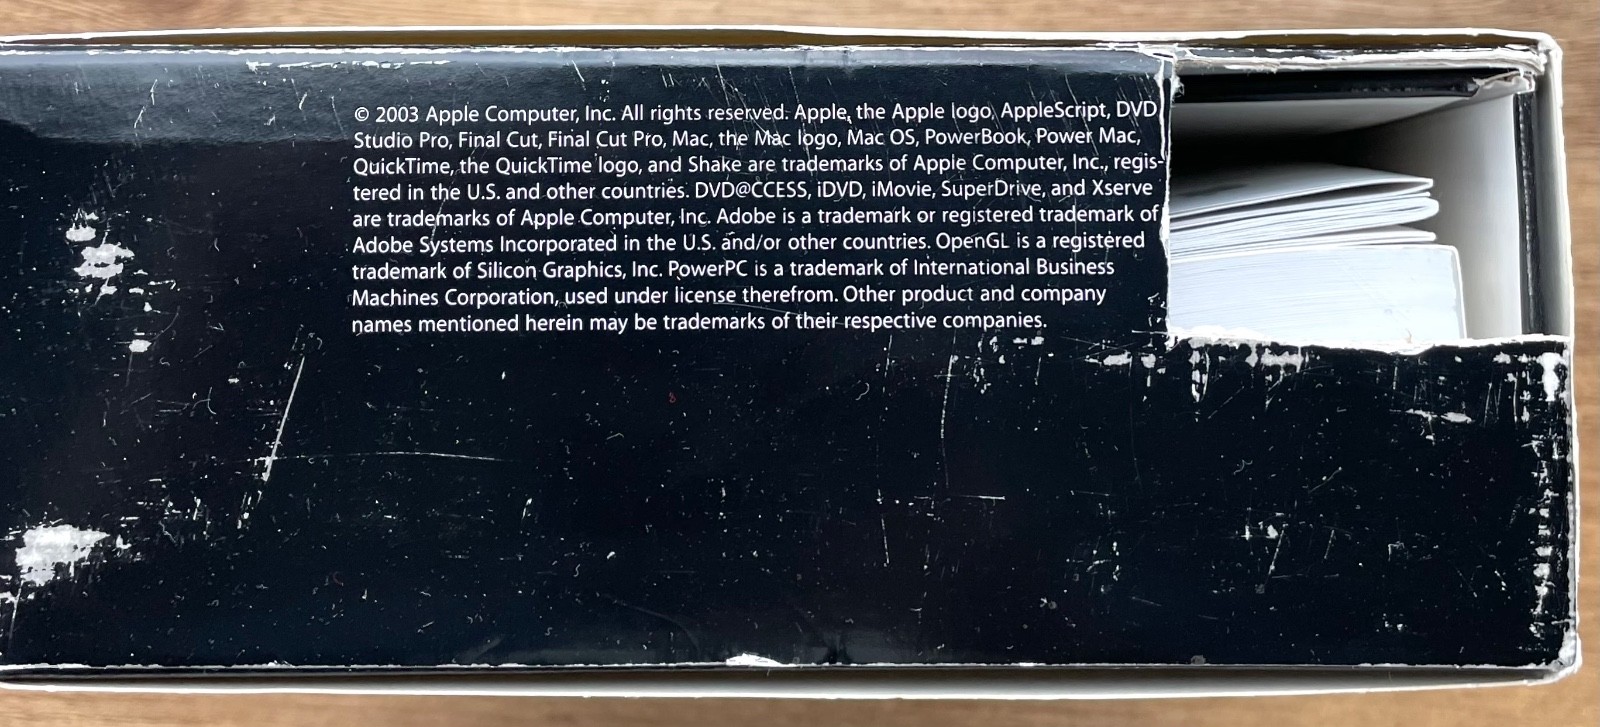 © 2003 Apple Computer, Inc. All rights reserved. Apple, the Apple logo, AppleScript, DVD
Studio Pro, Final Cut, Final Cut Pro, Mac, the Mac logo, Mac OS, PowerBook, Power Mac,
QuickTime, the QuickTime logo, and Shake are trademarks of Apple Computer, Inc., regis-
tered in the U.S. and other countries. DVD@CCESS, iDVD, iMovie, SuperDrive, and Xserve
are trademarks of Apple Computer, Inc. Adobe is a trademark or registered trademark of
Adobe Systems Incorporated in the U.S. and/or other countries. OpenGL is a registered
trademark of Silicon Graphics, Inc. PowerPC is a trademark of International Business
Machines Corporation, used under license therefrom. Other product and company
names mentioned herein may be trademarks of their respective companies.